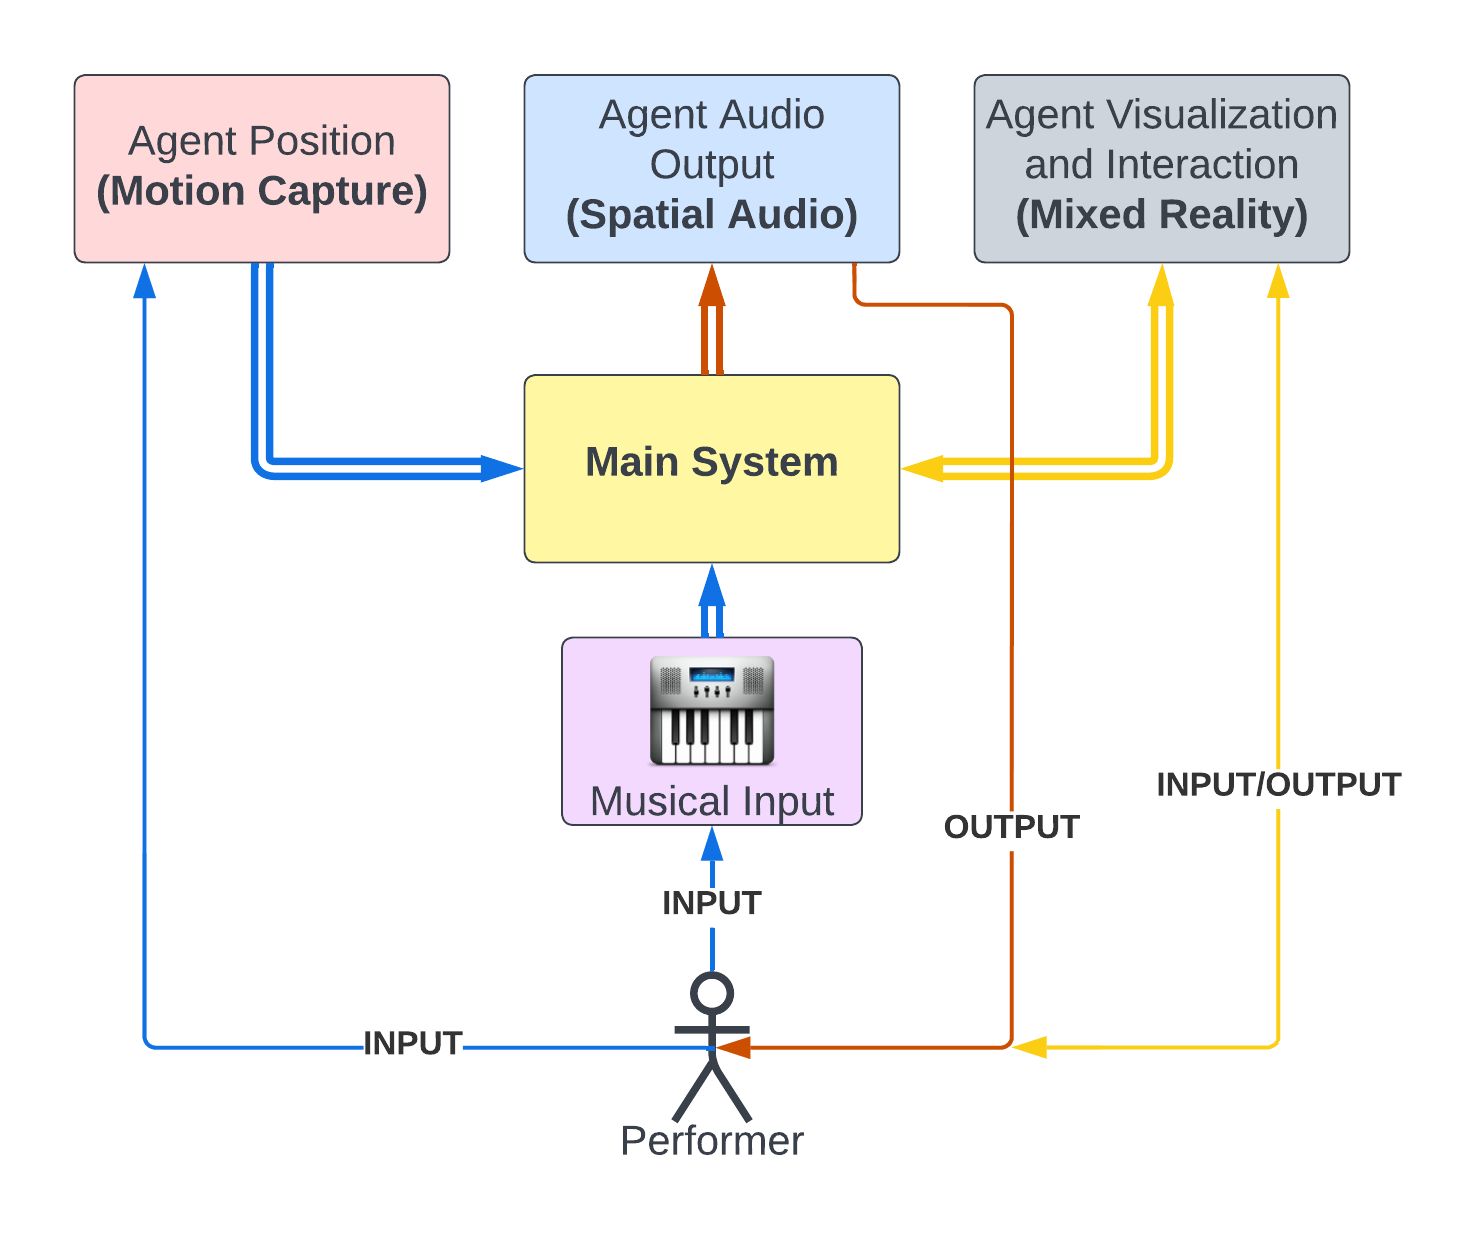 Agent Position
(Motion Capture)
Agent Audio
Output
(Spatial Audio)
Agent Visualization
and Interaction
(Mixed Reality)
Main System
Musical Input
INPUT/OUTPUT
OUTPUT
INPUT
INPUT
Performer